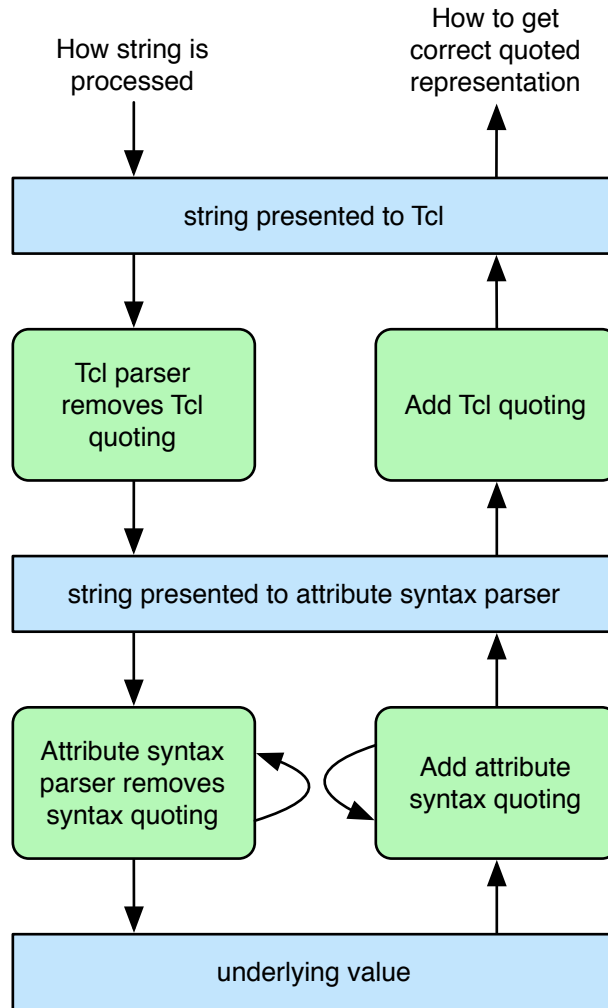 How string is
processed
How to get
correct quoted
representation
string presented to Tcl
Tcl parser
removes Tcl
quoting
Add Tcl quoting
string presented to attribute syntax parser
Attribute syntax
parser removes
syntax quoting
Add attribute
syntax quoting
underlying value